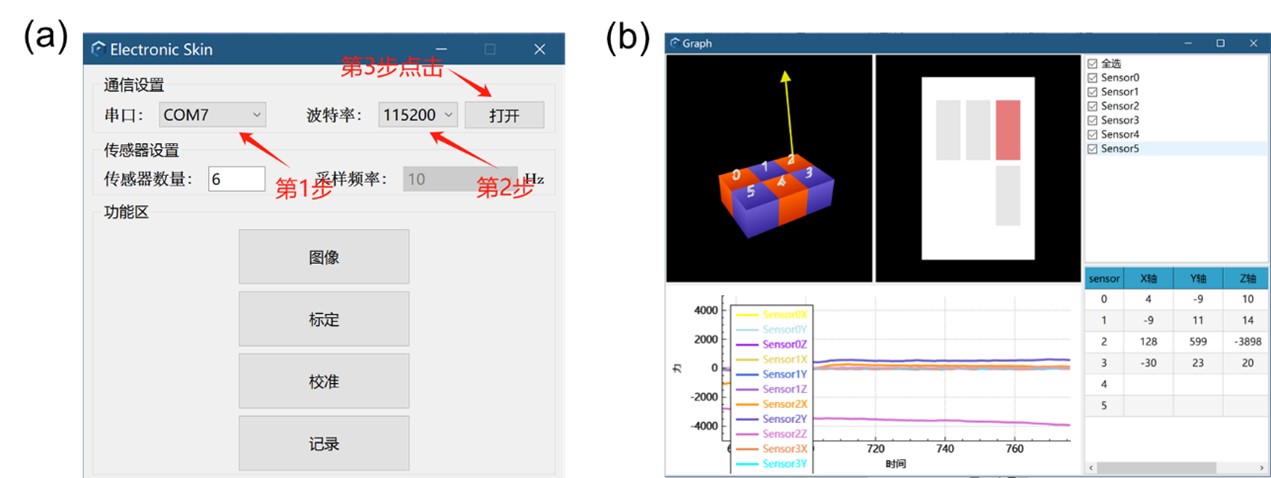 (a)
Electronic Skin
第3步点击
通信设置
串口： COM7 波特率： 115200 打开
传感器设置
传感器数量： 6 采样频率： 10 Hz
第1步 第2步
功能区
图像
标定
校准
记录
(b)
Graph
0 1 2
5 4 3
全选
Sensor0
Sensor1
Sensor2
Sensor3
Sensor4
Sensor5
sensor X轴 Y轴 Z轴
0 4 -9 10
1 -9 11 14
2 128 599 -3898
3 -30 23 20
4
5
4000
2000
0
-2000
-4000
力
Sensor0X
Sensor0Y
Sensor0Z
Sensor1X
Sensor1Y
Sensor1Z
Sensor2X
Sensor2Y
Sensor2Z
Sensor3X
Sensor3Y
720 740 760
时间